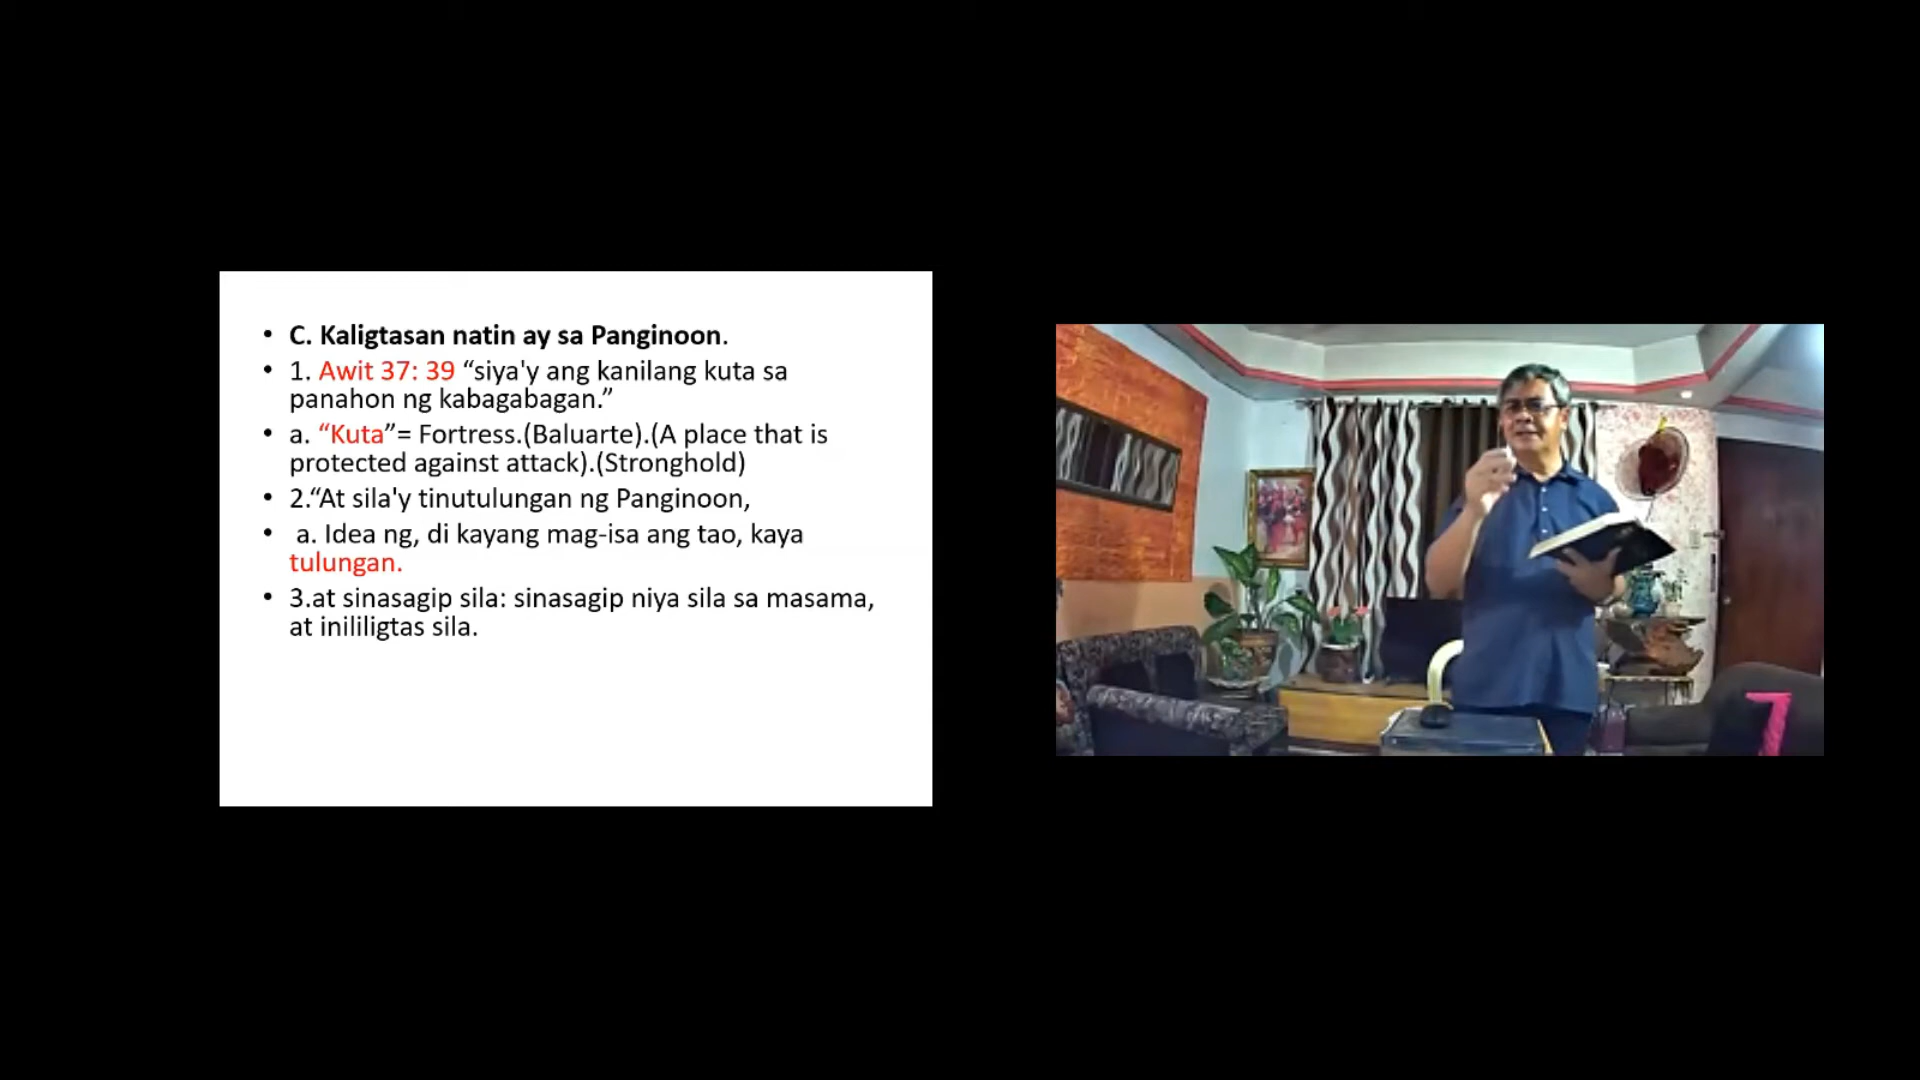 • C. Kaligtasan natin ay sa Panginoon.
• 1. Awit 37: 39 “siya'y ang kanilang kuta sa
panahon ng kabagabagan.”
• a. “Kuta”= Fortress.(Baluarte).(A place that is
protected against attack).(Stronghold)
• 2.“At sila'y tinutulungan ng Panginoon,
• a. Idea ng, di kayang mag-isa ang tao, kaya
tulungan.
• 3.at sinasagip sila: sinasagip niya sila sa masama,
at inililigtas sila.